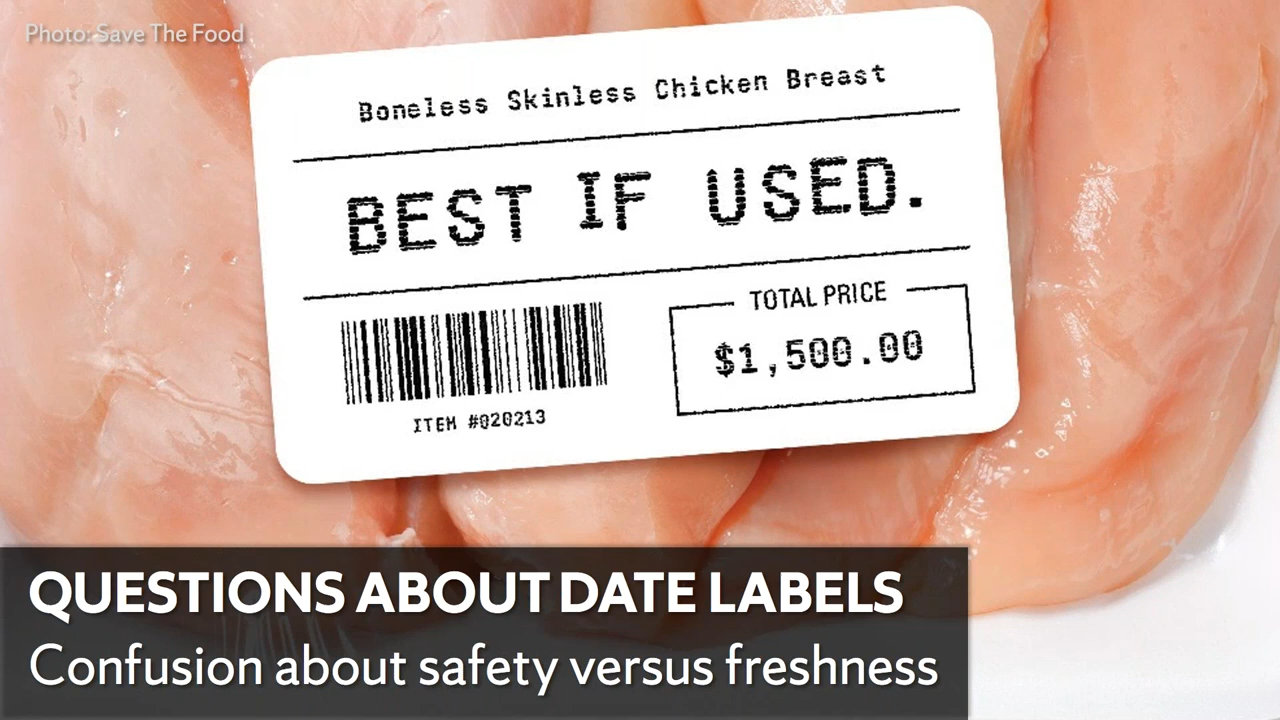 Photo: Save The Food
Boneless Skinless Chicken Breast
BEST IF USED.
TOTAL PRICE
$1,500.00
ITEM #020213
QUESTIONS ABOUT DATE LABELS
Confusion about safety versus freshness